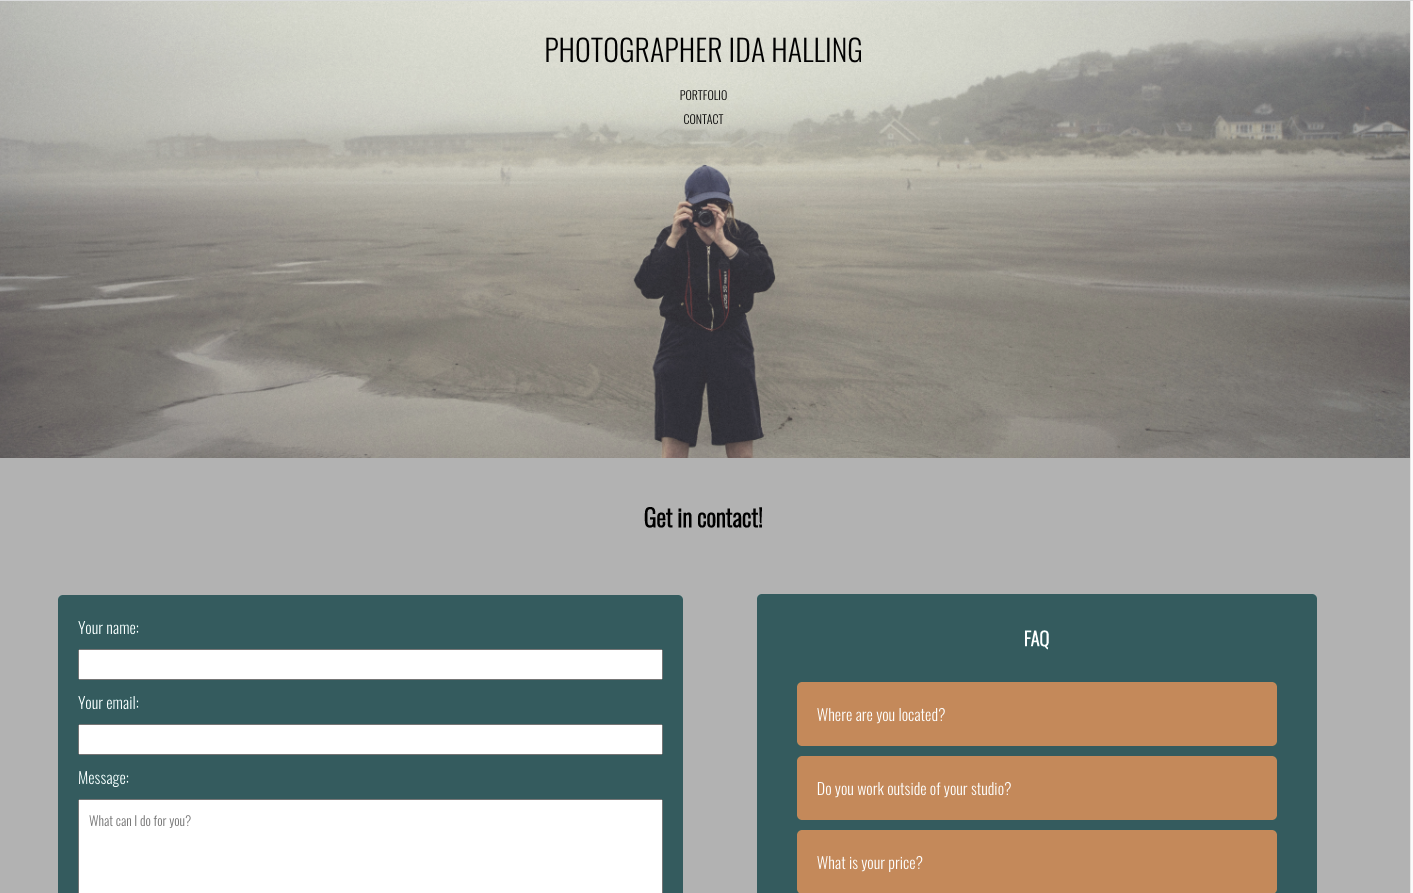 PHOTOGRAPHER IDA HALLING
PORTFOLIO
CONTACT
Get in contact!
Your name:
Your email:
Message:
What can I do for you?
FAQ
Where are you located?
Do you work outside of your studio?
What is your price?